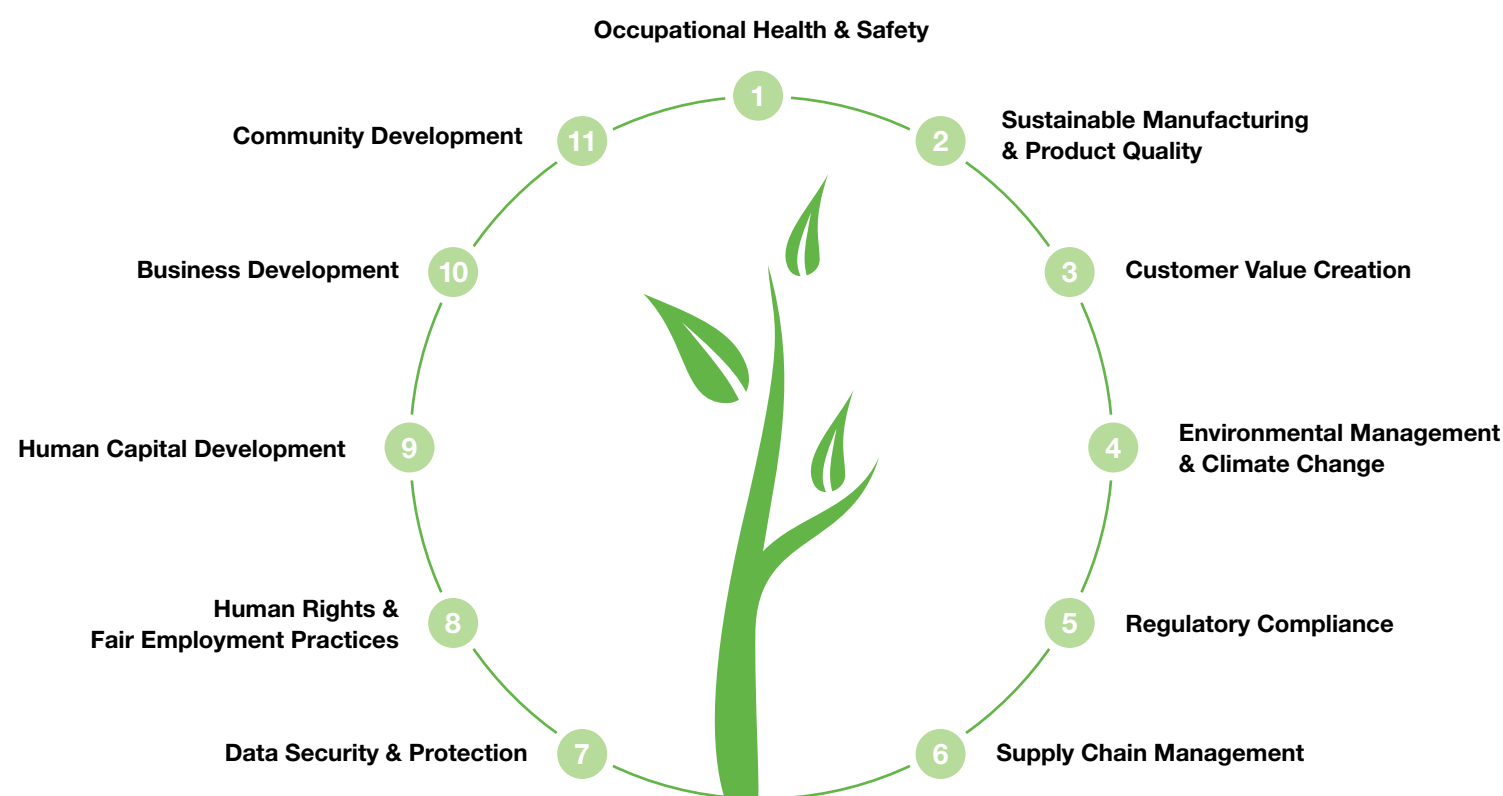 Occupational Health & Safety
1
2
Sustainable Manufacturing
& Product Quality
3
Customer Value Creation
4
Environmental Management
& Climate Change
5
Regulatory Compliance
6
Supply Chain Management
7
Data Security & Protection
8
Human Rights &
Fair Employment Practices
9
Human Capital Development
10
Business Development
11
Community Development